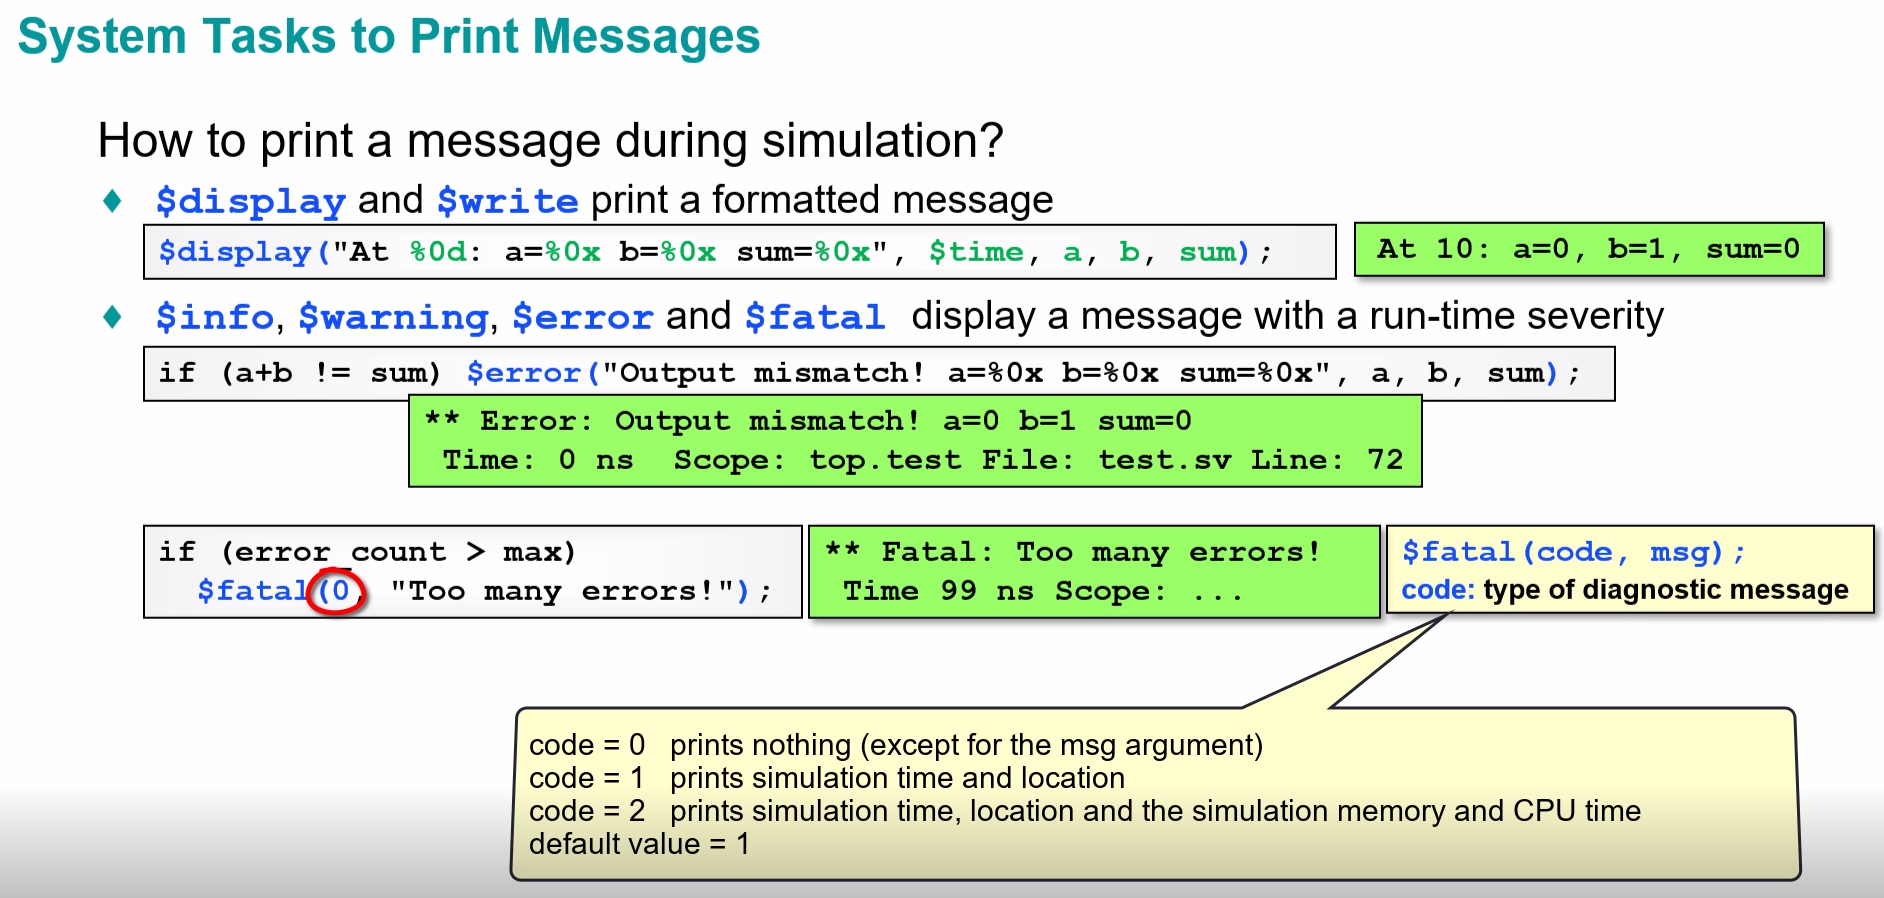 System Tasks to Print Messages
How to print a message during simulation?
$display and $write print a formatted message
$display("At %0d: a=%0x b=%0x sum=%0x", $time, a, b, sum);
At 10: a=0, b=1, sum=0
$info, $warning, $error and $fatal display a message with a run-time severity
if (a+b != sum) $error("Output mismatch! a=%0x b=%0x sum=%0x", a, b, sum);
** Error: Output mismatch! a=0 b=1 sum=0
Time: 0 ns Scope: top.test File: test.sv Line: 72
if (error_count > max)
$fatal(0, "Too many errors!");
** Fatal: Too many errors!
Time 99 ns Scope: ...
$fatal(code, msg);
code: type of diagnostic message
code = 0 prints nothing (except for the msg argument)
code = 1 prints simulation time and location
code = 2 prints simulation time, location and the simulation memory and CPU time
default value = 1